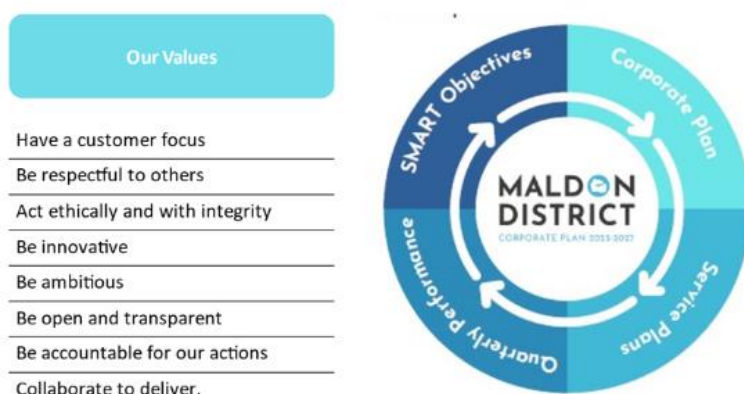 Our Values
Have a customer focus
Be respectful to others
Act ethically and with integrity
Be innovative
Be ambitious
Be open and transparent
Be accountable for our actions
Collaborate to deliver.
SMART Objectives
Corporate Plan
Service Plans
Quarterly Performance
MALDON
DISTRICT
CORPORATE PLAN 2023-2027